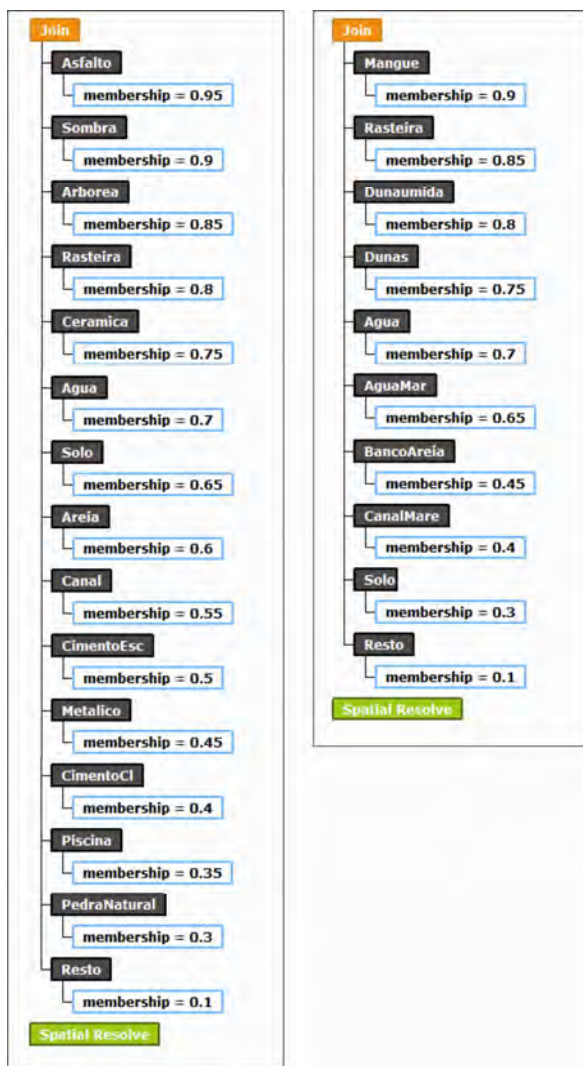 Join
Asfalto
membership = 0.95
Sombra
membership = 0.9
Arborea
membership = 0.85
Rasteira
membership = 0.8
Ceramica
membership = 0.75
Agua
membership = 0.7
Solo
membership = 0.65
Areia
membership = 0.6
Canal
membership = 0.55
CimentoEsc
membership = 0.5
Metalico
membership = 0.45
CimentoCl
membership = 0.4
Piscina
membership = 0.35
PedraNatural
membership = 0.3
Resto
membership = 0.1
Spatial Resolve
Join
Mangue
membership = 0.9
Rasteira
membership = 0.85
Dunaumida
membership = 0.8
Dunas
membership = 0.75
Agua
membership = 0.7
AguaMar
membership = 0.65
BancoAreia
membership = 0.45
CanalMare
membership = 0.4
Solo
membership = 0.3
Resto
membership = 0.1
Spatial Resolve